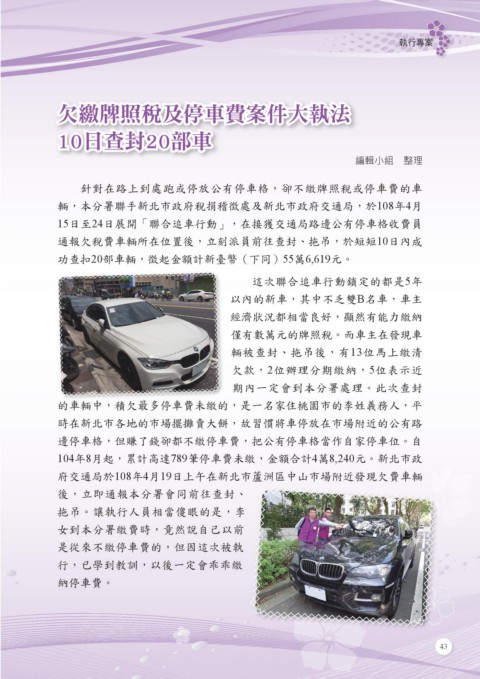 執行專案
欠繳牌照稅及停車費案件大執法
10日查封20部車
編輯小組　整理
針對在路上到處跑或停放公有停車格，卻不繳牌照稅或停車費的車
輛，本分署聯手新北市政府稅捐稽徵處及新北市政府交通局，於108年4月
15日至24日展開「聯合追車行動」，在接獲交通局路邊公有停車格收費員
通報欠稅費車輛所在位置後，立刻派員前往查封、拖吊，於短短10日內成
功查扣20部車輛，徵起金額計新臺幣（下同）55萬6,619元。
這次聯合追車行動鎖定的都是5年
以內的新車，其中不乏雙B名車，車主
經濟狀況都相當良好，顯然有能力繳納
僅有數萬元的牌照稅。而車主在發現車
輛被查封、拖吊後，有13位馬上繳清
欠款，2位辦理分期繳納，5位表示近
期內一定會到本分署處理。此次查封
的車輛中，積欠最多停車費未繳的，是一名家住桃園市的李姓義務人，平
時在新北市各地的市場擺攤賣大餅，故習慣將車停放在市場附近的公有路
邊停車格，但賺了錢卻都不繳停車費，把公有停車格當作自家停車位。自
104年8月起，累計高達789筆停車費未繳，金額合計4萬8,240元。新北市政
府交通局於108年4月19日上午在新北市蘆洲區中山市場附近發現欠費車輛
後，立即通報本分署會同前往查封、
拖吊。讓執行人員相當傻眼的是，李
女到本分署繳費時，竟然說自己以前
是從來不繳停車費的，但因這次被執
行，已學到教訓，以後一定會乖乖繳
納停車費。
43